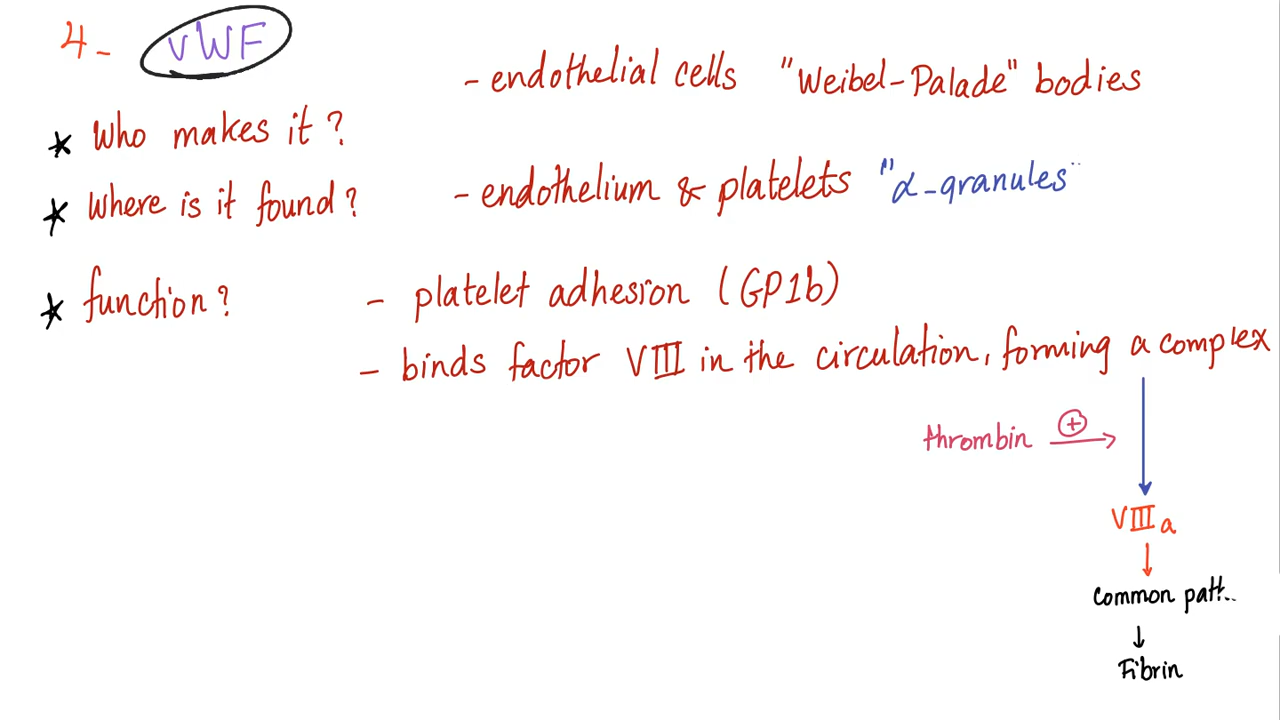 4- vWF
- endothelial cells "Weibel-Palade" bodies
* Who makes it?
* Where is it found?
- endothelium & platelets "α-granules"
* function?
- platelet adhesion (GP1b)
- binds factor VIII in the circulation, forming a complex
thrombin ⊕ →
↓
VIIIa
↓
Common path..
↓
Fibrin